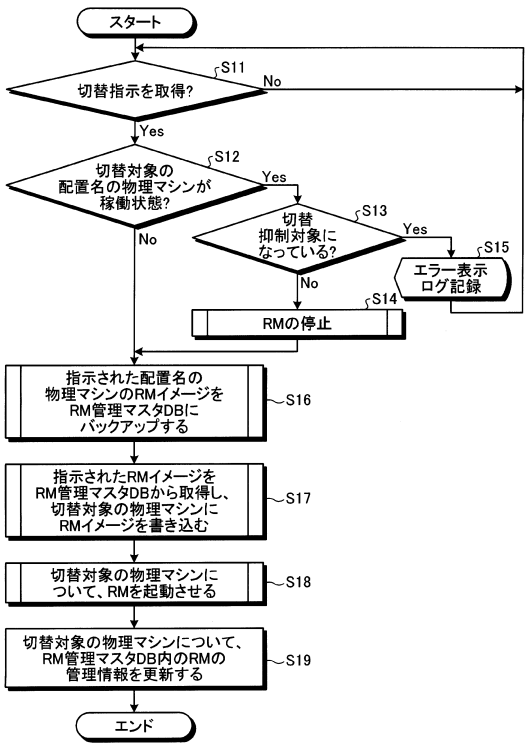 スタート
S11
切替指示を取得?
No
Yes
S12
切替対象の
配置名の物理マシンが
稼働状態?
Yes
No
S13
切替
抑制対象に
なっている?
Yes
No
S15
エラー表示
ログ記録
S14
RMの停止
指示された配置名の
物理マシンのRMイメージを
RM管理マスタDBに
バックアップする
S16
指示されたRMイメージを
RM管理マスタDBから取得し、
切替対象の物理マシンに
RMイメージを書き込む
S17
切替対象の物理マシンに
ついて、RMを起動させる
S18
切替対象の物理マシンについて、
RM管理マスタDB内のRMの
管理情報を更新する
S19
エンド